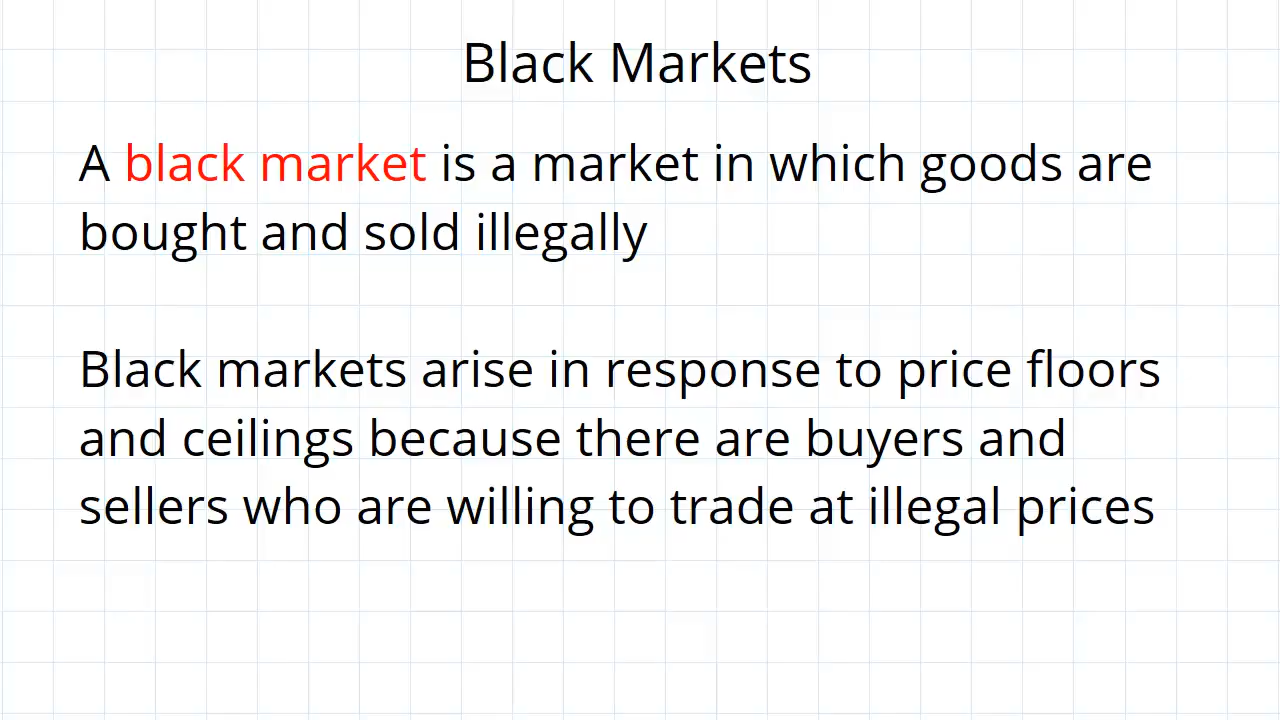 Black Markets
A black market is a market in which goods are
bought and sold illegally
Black markets arise in response to price floors
and ceilings because there are buyers and
sellers who are willing to trade at illegal prices